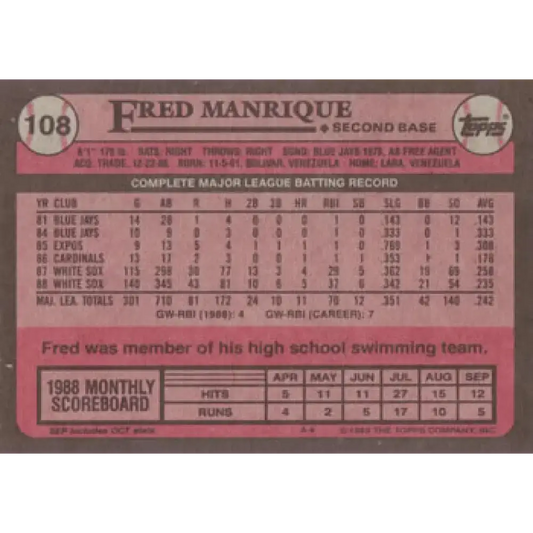 108
FRED MANRIQUE
SECOND BASE
topps
6'1" 175 lb. BATS: RIGHT THROWS: RIGHT SIGND: BLUE JAYS-1978, AS FREE AGENT
ACQ: TRADE, BORN: 11-5-61, BOLIVAR, VENEZUELA HOME: LARA, VENEZUELA
COMPLETE MAJOR LEAGUE BATTING RECORD
YR CLUB G AB R H 2B 3B HR RBI SB SLG BB SO AVG
81 BLUE JAYS 14 28 1 4 0 0 0 1 0 .143 0 12 .143
84 BLUE JAYS 10 9 0 3 0 0 0 1 0 .333 0 1 .333
85 EXPOS 9 13 5 4 1 1 1 1 0 .769 1 3 .308
86 CARDINALS 13 17 2 3 0 0 1 1 1 .353 1 1 .176
87 WHITE SOX 115 298 30 77 13 3 4 29 5 .362 19 69 .258
88 WHITE SOX 140 345 43 81 10 6 5 37 6 .342 21 54 .235
MAJ. LEA. TOTALS 301 710 81 172 24 10 11 70 12 .351 42 140 .242
GW-RBI (1988): 4 GW-RBI (CAREER): 7
Fred was member of his high school swimming team.
1988 MONTHLY
SCOREBOARD
APR MAY JUN JUL AUG SEP
HITS 5 11 11 27 15 12
RUNS 4 2 5 17 10 5
SEP includes OCT stats.
© 1989 THE TOPPS COMPANY, INC.